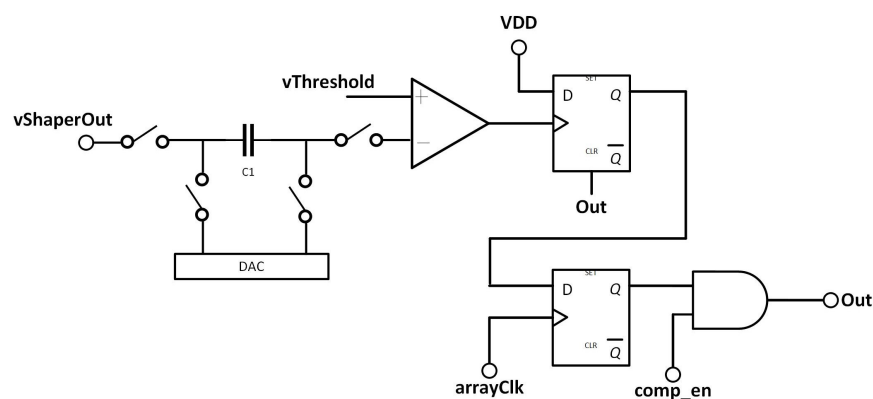 VDD
SET
vThreshold
+
D
Q
vShaperOut
−
C1
CLR
Q
Out
DAC
SET
D
Q
Out
CLR
Q
arrayClk
comp_en